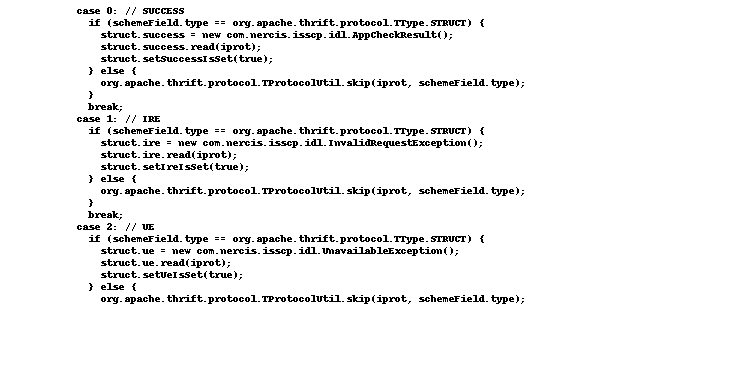 case 0: // SUCCESS
if (schemeField.type == org.apache.thrift.protocol.TType.STRUCT) {
struct.success = new com.nercis.isscp.idl.AppCheckResult();
struct.success.read(iprot);
struct.setSuccessIsSet(true);
} else {
org.apache.thrift.protocol.TProtocolUtil.skip(iprot, schemeField.type);
}
break;
case 1: // IRE
if (schemeField.type == org.apache.thrift.protocol.TType.STRUCT) {
struct.ire = new com.nercis.isscp.idl.InvalidRequestException();
struct.ire.read(iprot);
struct.setIreIsSet(true);
} else {
org.apache.thrift.protocol.TProtocolUtil.skip(iprot, schemeField.type);
}
break;
case 2: // UE
if (schemeField.type == org.apache.thrift.protocol.TType.STRUCT) {
struct.ue = new com.nercis.isscp.idl.UnavailableException();
struct.ue.read(iprot);
struct.setUeIsSet(true);
} else {
org.apache.thrift.protocol.TProtocolUtil.skip(iprot, schemeField.type);